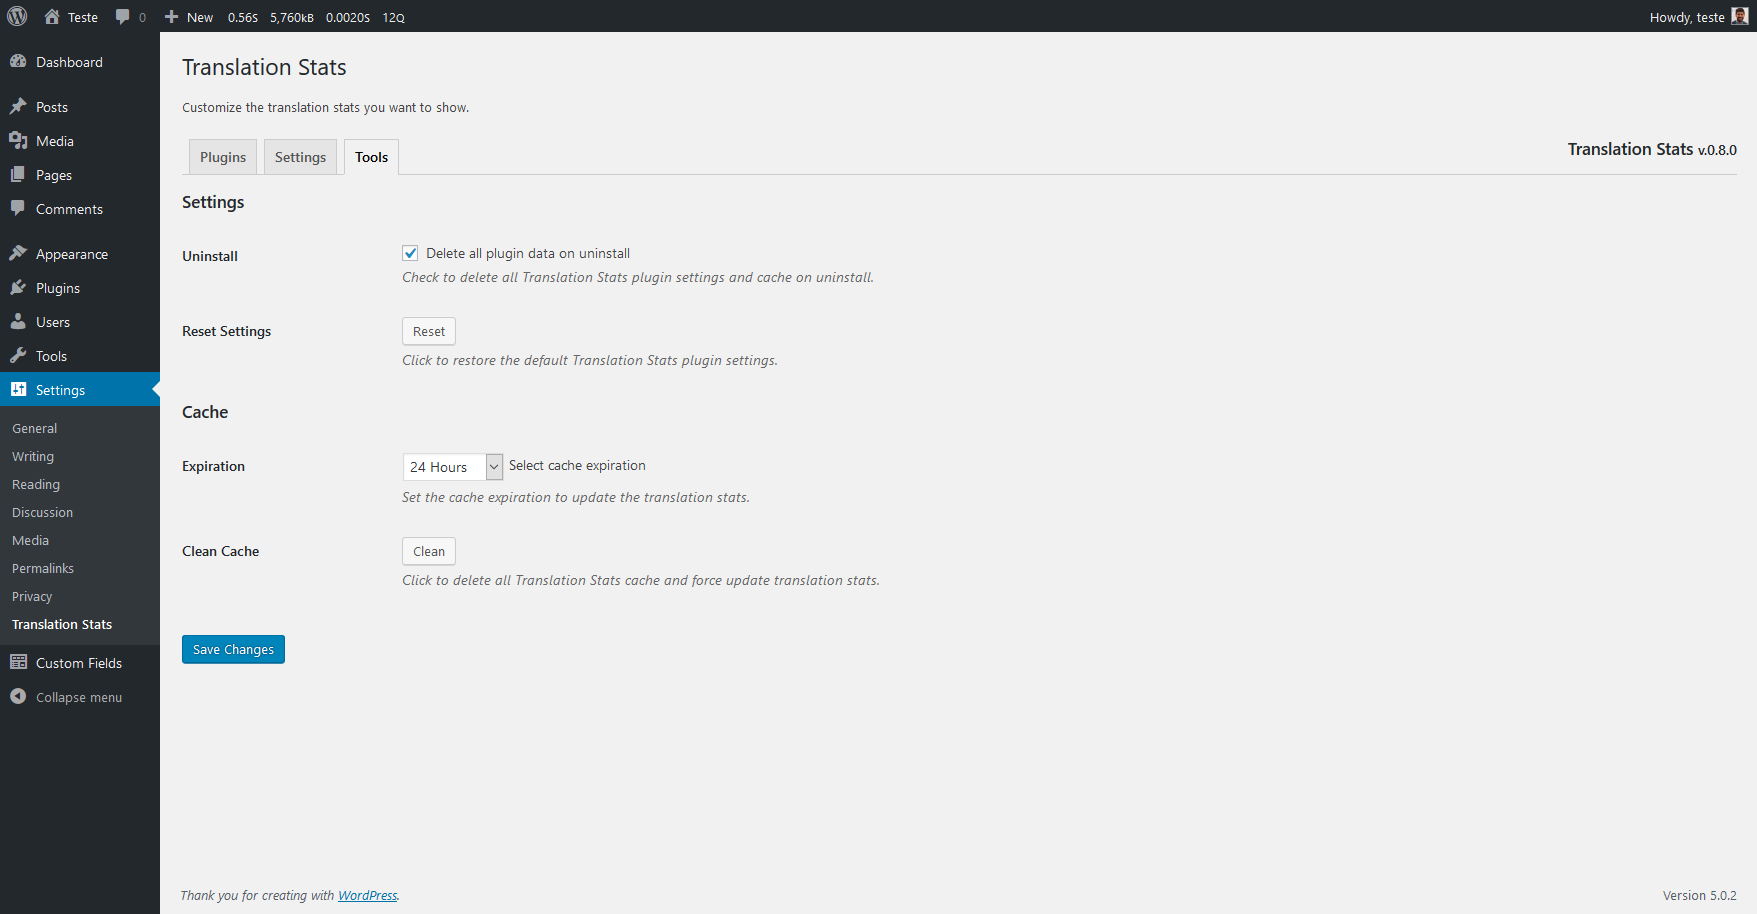 Teste 0 New 0.56S 5,760KB 0.0020S 12Q Howdy, teste
Dashboard
Posts
Media
Pages
Comments
Appearance
Plugins
Users
Tools
Settings
General
Writing
Reading
Discussion
Media
Permalinks
Privacy
Translation Stats
Custom Fields
Collapse menu
Translation Stats
Customize the translation stats you want to show.
Plugins Settings Tools
Translation Stats v.0.8.0
Settings
Uninstall
Delete all plugin data on uninstall
Check to delete all Translation Stats plugin settings and cache on uninstall.
Reset Settings
Reset
Click to restore the default Translation Stats plugin settings.
Cache
Expiration
24 Hours Select cache expiration
Set the cache expiration to update the translation stats.
Clean Cache
Clean
Click to delete all Translation Stats cache and force update translation stats.
Save Changes
Thank you for creating with WordPress.
Version 5.0.2